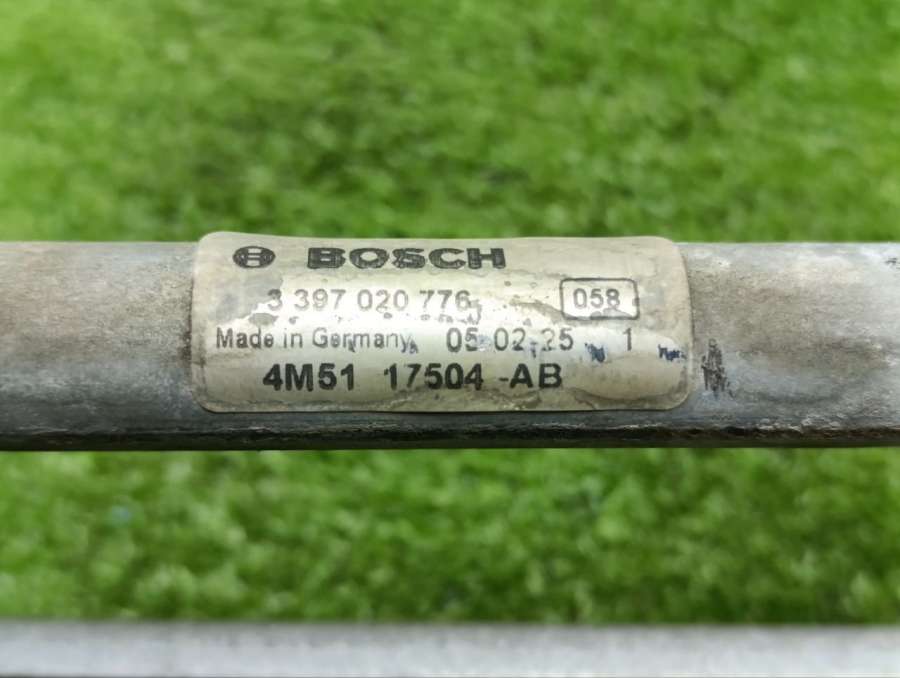 BOSCH
3 397 020 776 058
Made in Germany 05-02-25 1
4M51 17504 -AB